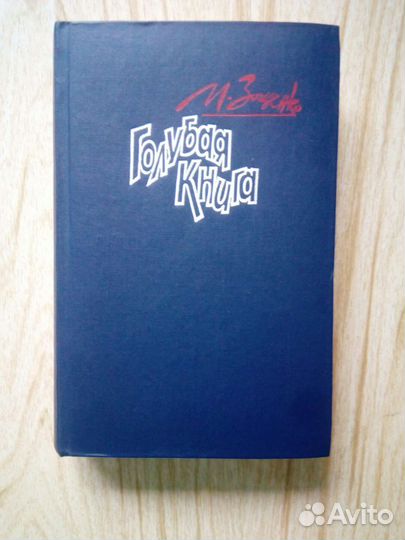 М. Зощенко
Голубая
Книга
Avito